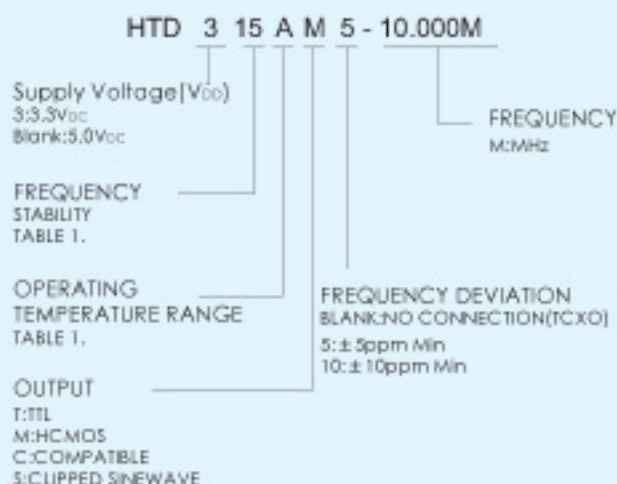 HTD 3 15 A M 5 - 10.000M
Supply Voltage(VDD)
3:3.3VDC
Blank:5.0VDC
FREQUENCY
M:MHz
FREQUENCY
STABILITY
TABLE 1.
OPERATING
TEMPERATURE RANGE
TABLE 1.
FREQUENCY DEVIATION
BLANK:NO CONNECTION(TCXO)
5:±5ppm Min
10:±10ppm Min
OUTPUT
T:TTL
M:HCMOS
C:COMPATIBLE
S:CLIPPED SINEWAVE